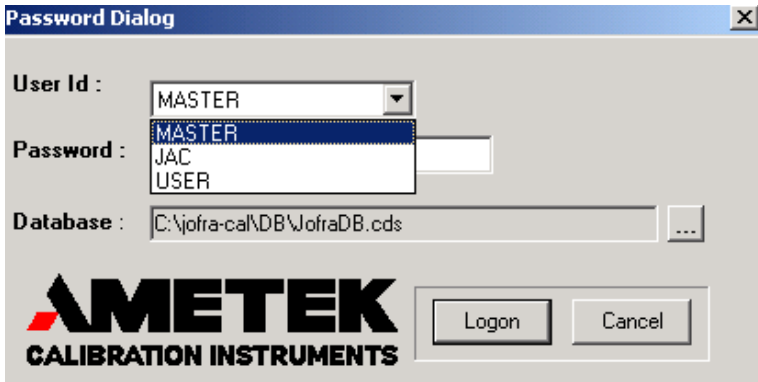 Password Dialog
User Id :
MASTER
MASTER
JAC
USER
Password :
Database :
C:\jofra-cal\DB\JofraDB.cds
...
AMETEK
CALIBRATION INSTRUMENTS
Logon
Cancel